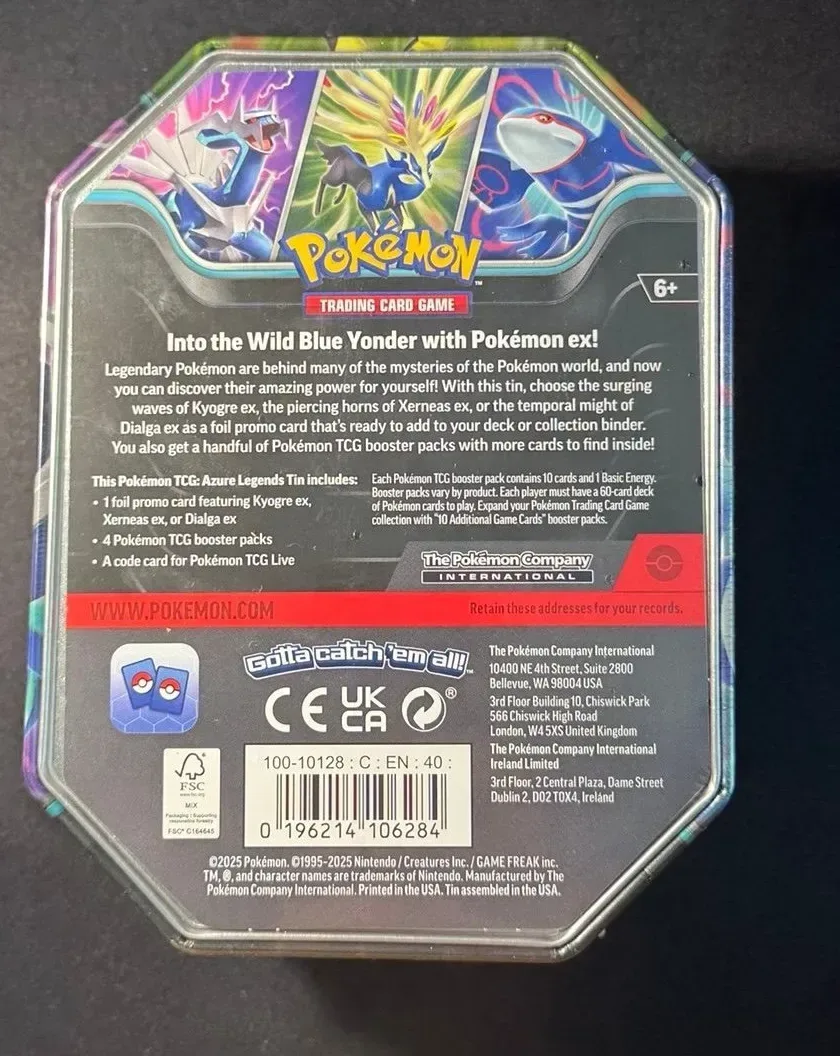 POKÉMON™
TRADING CARD GAME
6+
Into the Wild Blue Yonder with Pokémon ex!
Legendary Pokémon are behind many of the mysteries of the Pokémon world, and now
you can discover their amazing power for yourself! With this tin, choose the surging
waves of Kyogre ex, the piercing horns of Xerneas ex, or the temporal might of
Dialga ex as a foil promo card that's ready to add to your deck or collection binder.
You also get a handful of Pokémon TCG booster packs with more cards to find inside!
This Pokémon TCG: Azure Legends Tin includes:
• 1 foil promo card featuring Kyogre ex,
Xerneas ex, or Dialga ex
• 4 Pokémon TCG booster packs
• A code card for Pokémon TCG Live
Each Pokémon TCG booster pack contains 10 cards and 1 Basic Energy.
Booster packs vary by product. Each player must have a 60-card deck
of Pokémon cards to play. Expand your Pokémon Trading Card Game
collection with "10 Additional Game Cards" booster packs.
The Pokémon Company
INTERNATIONAL
WWW.POKEMON.COM
Retain these addresses for your records.
Gotta catch 'em all!™
CE UK CA ®
The Pokémon Company International
10400 NE 4th Street, Suite 2800
Bellevue, WA 98004 USA
3rd Floor Building 10, Chiswick Park
566 Chiswick High Road
London, W4 5XS United Kingdom
The Pokémon Company International
Ireland Limited
3rd Floor, 2 Central Plaza, Dame Street
Dublin 2, D02 T0X4, Ireland
FSC
www.fsc.org
MIX
Packaging | Supporting
responsible forestry
FSC® C164645
100-10128 : C : EN : 40 :
0 196214 106284
©2025 Pokémon. ©1995-2025 Nintendo / Creatures Inc. / GAME FREAK inc.
TM, ®, and character names are trademarks of Nintendo. Manufactured by The
Pokémon Company International. Printed in the USA. Tin assembled in the USA.